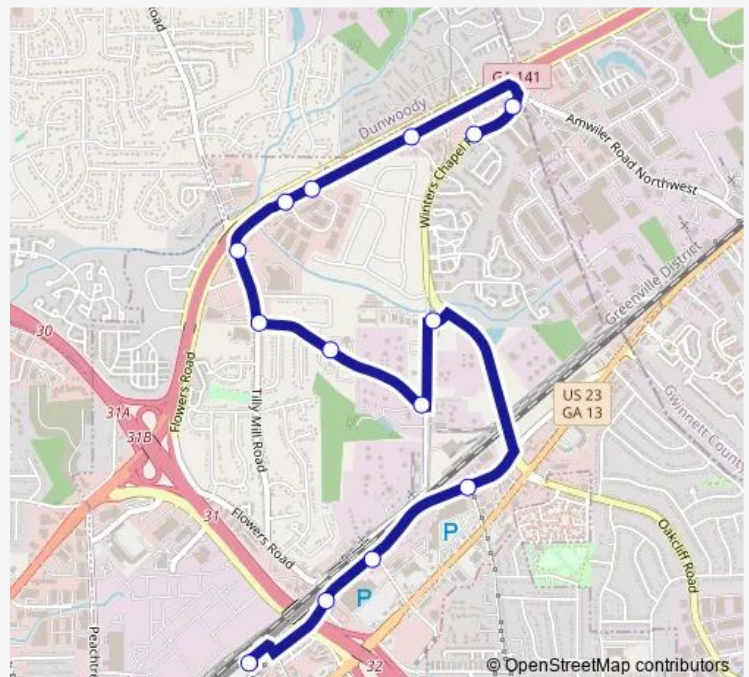 Road
GA 141
Dunwoody
Amwiler Road Northwest
Winters Chapel R
Greenville District
30
Flowers Road
31A
31B
US 23
GA 13
Gwinnett County
Tilly Mill Road
31
Flowers Road
P
Oakcliff Road
P
Peachtre
32
© OpenStreetMap contributors